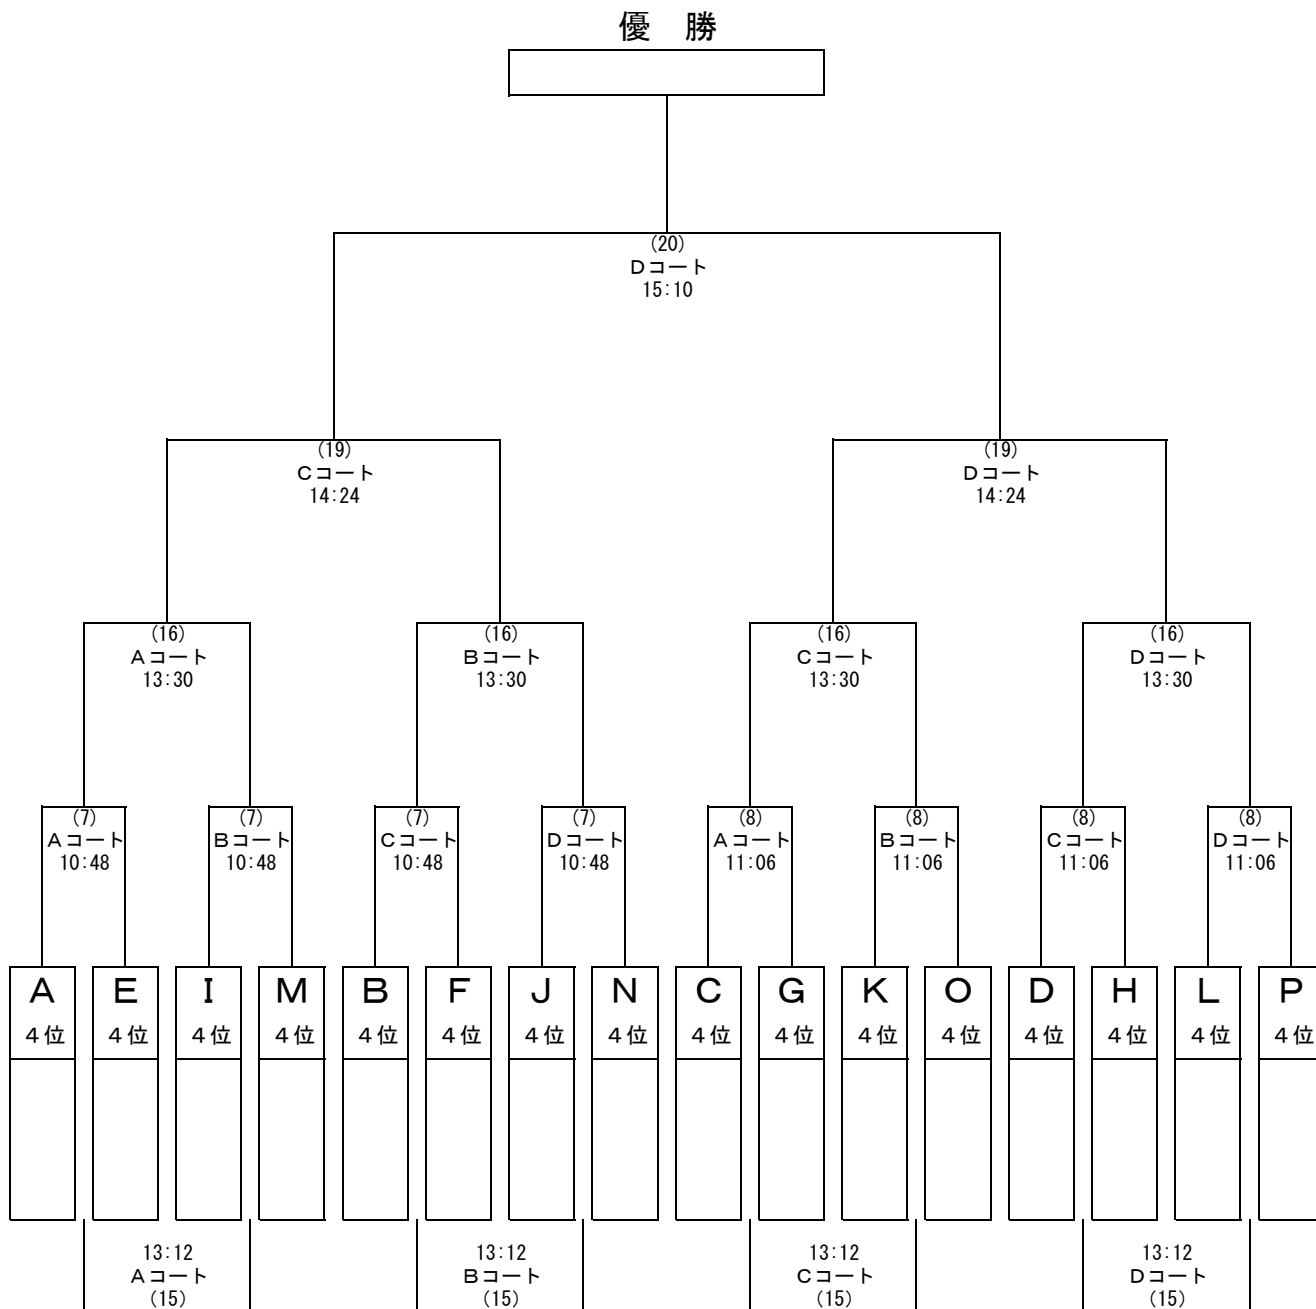 優　勝
(20)
Dコート
15:10
(19)
Cコート
14:24
(19)
Dコート
14:24
(16)
Aコート
13:30
(16)
Bコート
13:30
(16)
Cコート
13:30
(16)
Dコート
13:30
(7)
Aコート
10:48
(7)
Bコート
10:48
(7)
Cコート
10:48
(7)
Dコート
10:48
(8)
Aコート
11:06
(8)
Bコート
11:06
(8)
Cコート
11:06
(8)
Dコート
11:06
A
4位
E
4位
I
4位
M
4位
B
4位
F
4位
J
4位
N
4位
C
4位
G
4位
K
4位
O
4位
D
4位
H
4位
L
4位
P
4位
13:12
Aコート
(15)
13:12
Bコート
(15)
13:12
Cコート
(15)
13:12
Dコート
(15)